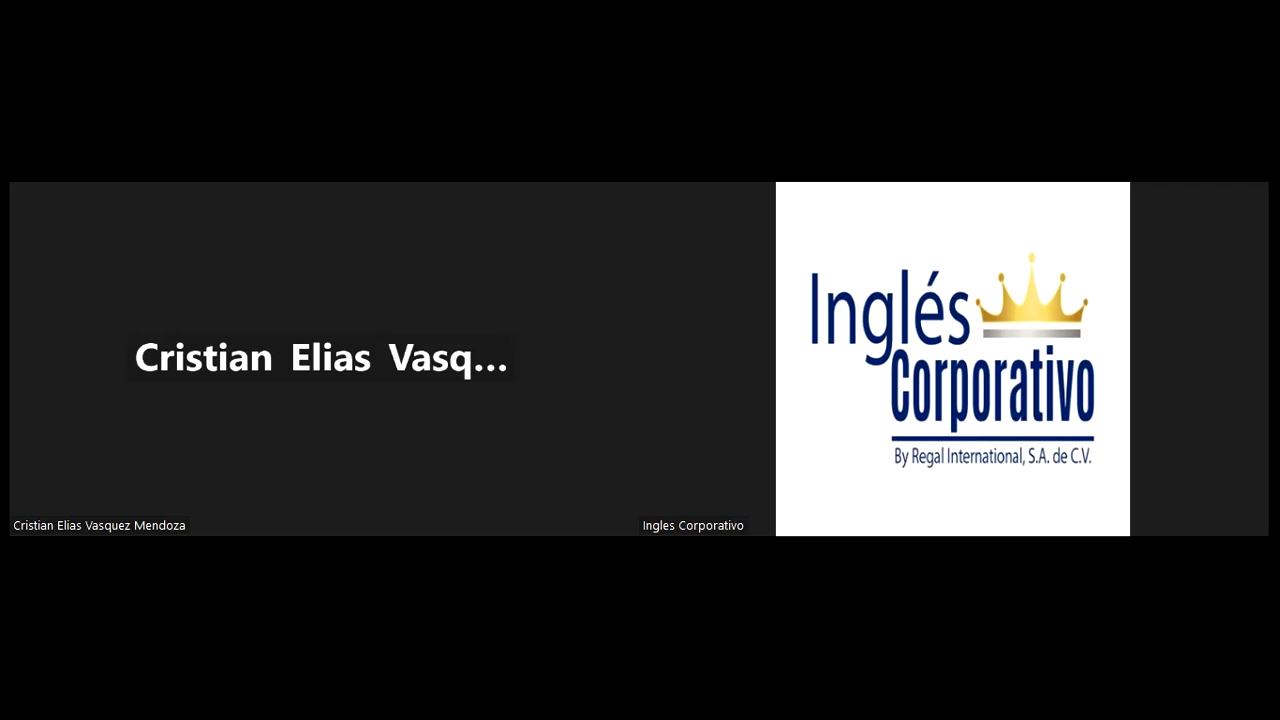 Cristian Elias Vasq...
Cristian Elias Vasquez Mendoza
Ingles Corporativo
Inglés
Corporativo
By Regal International, S.A. de C.V.